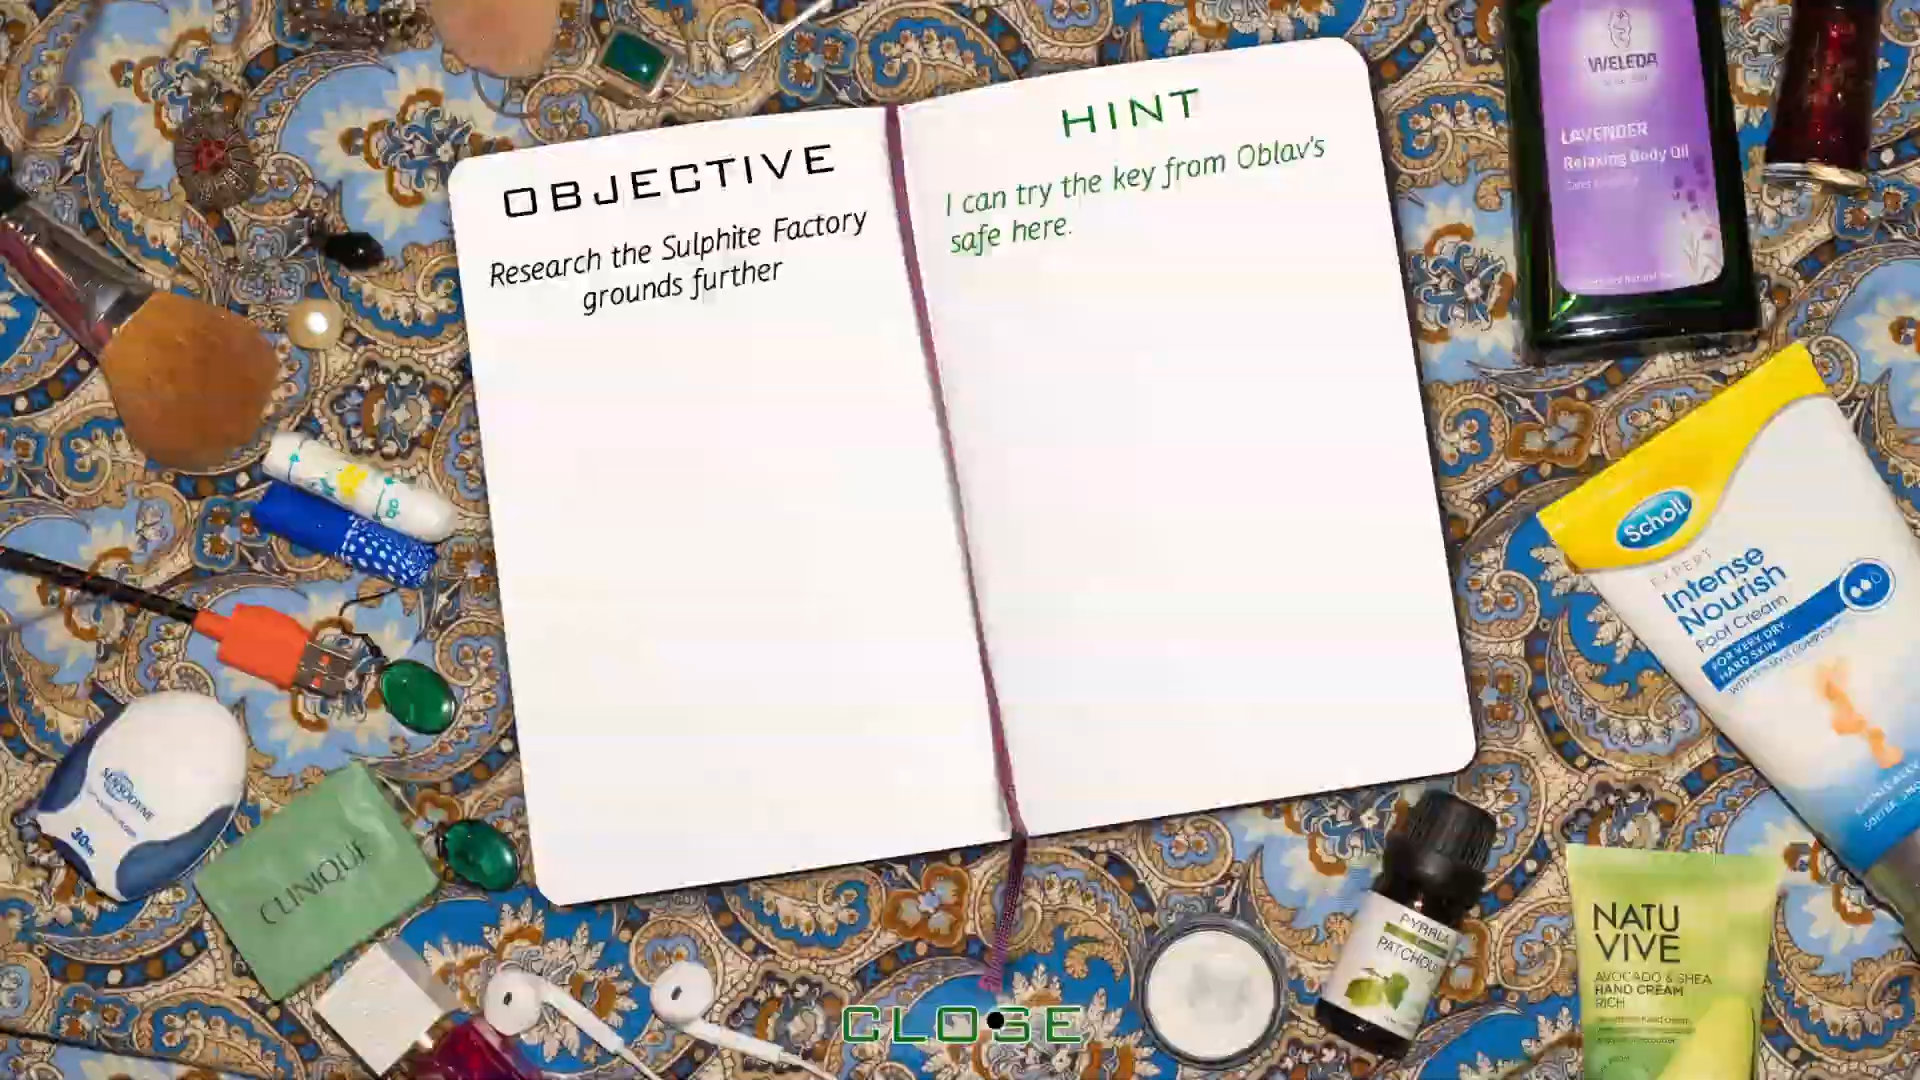 OBJECTIVE
Research the Sulphite Factory
grounds further
HINT
I can try the key from Oblav's
safe here.
WELEDA
LAVENDER
Relaxing Body Oil
Scholl
EXPERT
Intense
Nourish
Foot Cream
FOR VERY DRY,
HARD SKIN
ob
SENSODYNE
30m
CLINIQUE
PYRRLA
PATCHOULI
NATU
VIVE
AVOCADO & SHEA
HAND CREAM
RICH
CLOSE